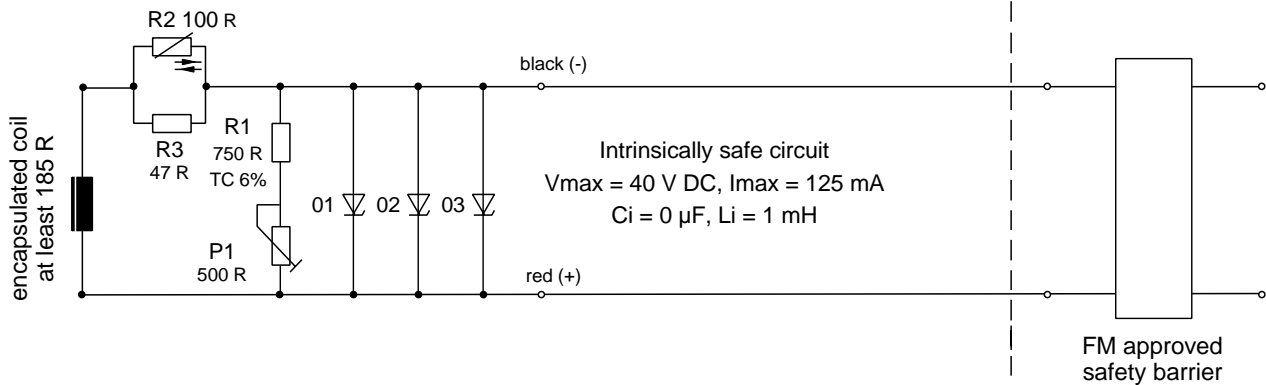 R2 100 R
black (-)
encapsulated coil
at least 185 R
R3
47 R
R1
750 R
TC 6%
P1
500 R
01
02
03
Intrinsically safe circuit
Vmax = 40 V DC, Imax = 125 mA
Ci = 0 µF, Li = 1 mH
red (+)
FM approved
safety barrier